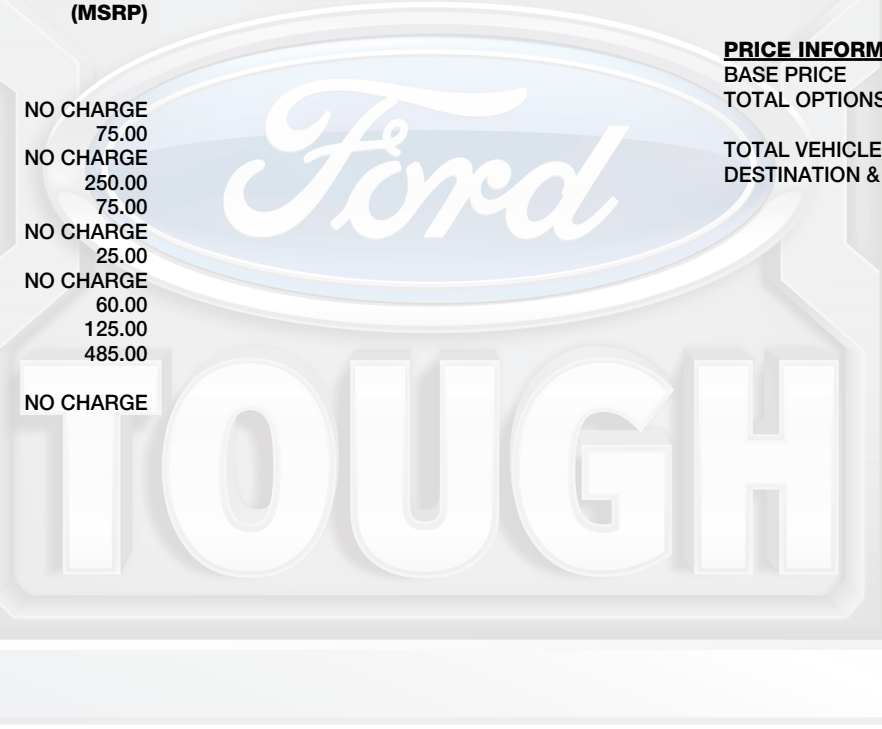 (MSRP)
NO CHARGE
75.00
NO CHARGE
250.00
75.00
NO CHARGE
25.00
NO CHARGE
60.00
125.00
485.00
NO CHARGE
PRICE INFORM
BASE PRICE
TOTAL OPTIONS
TOTAL VEHICLE
DESTINATION &
Ford
TOUGH